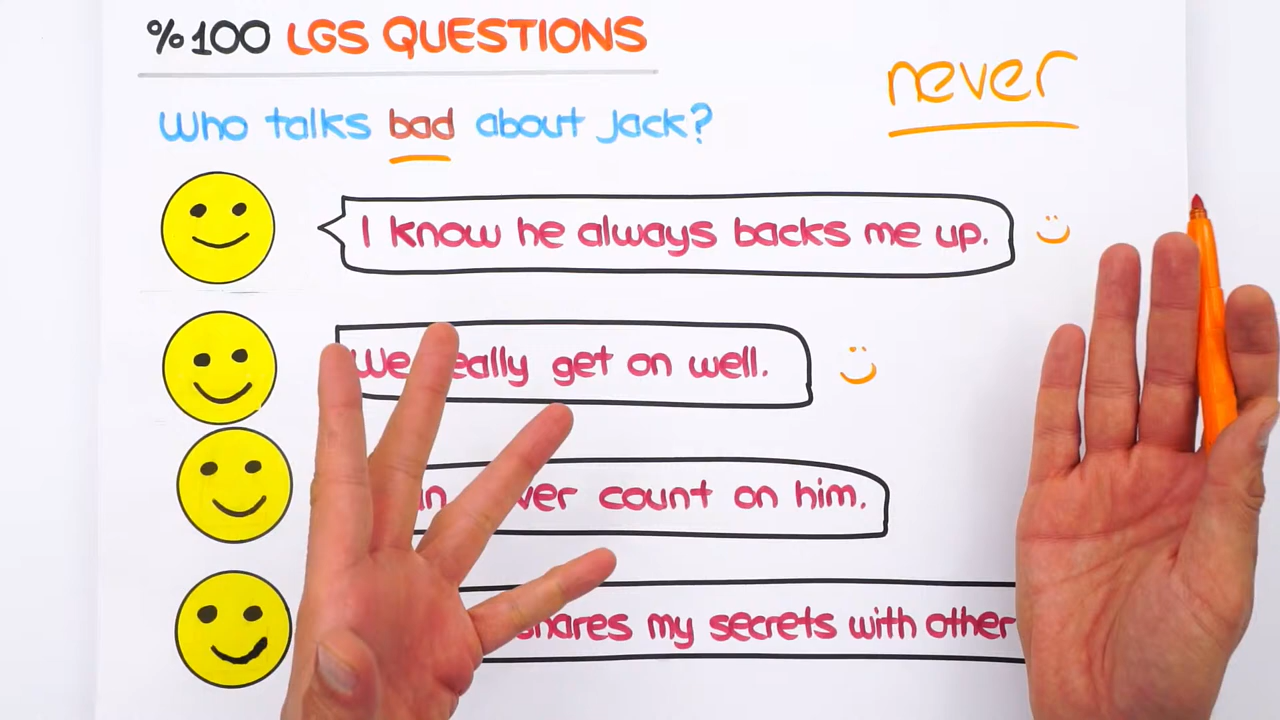 %100 LGS QUESTIONS
never
Who talks bad about Jack?
I know he always backs me up.
We really get on well.
count on him.
my secrets with other